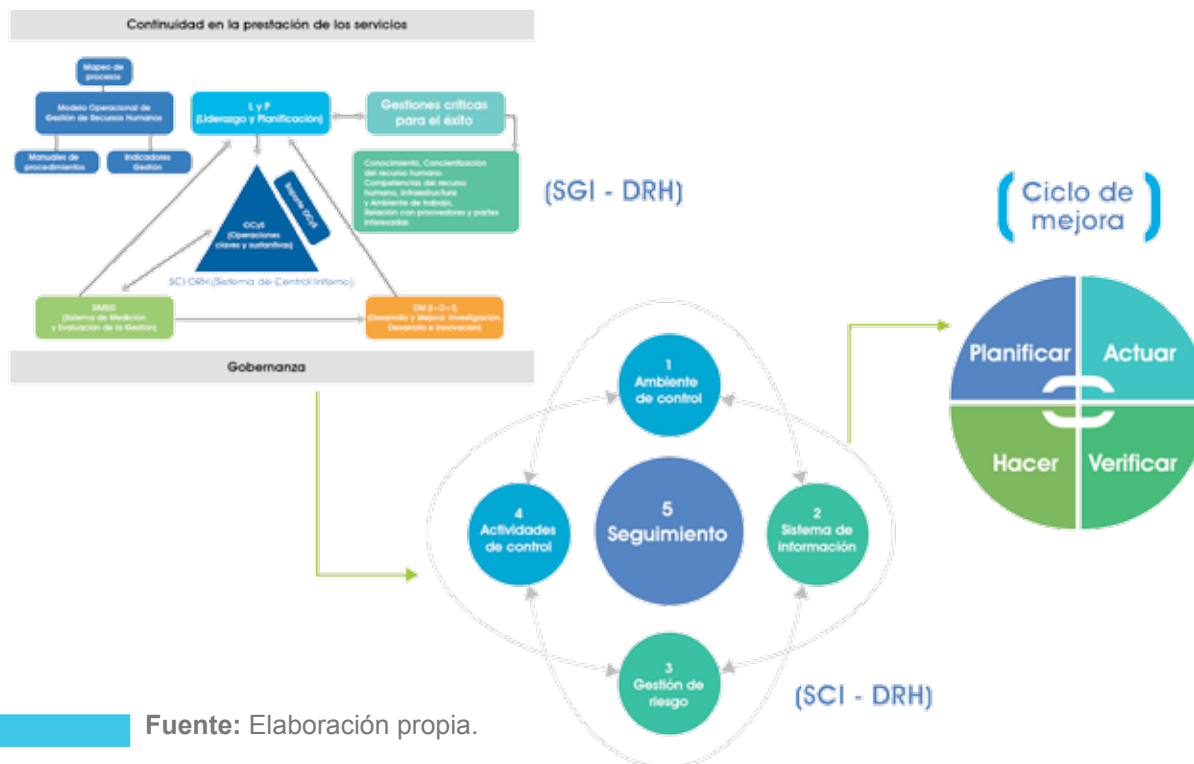 Continuidad en la prestación de los servicios
Mapeo de
procesos
Modelo Operacional de
Gestión de Recursos Humanos
Manuales de
procedimientos
Indicadores
Gestión
L y P
(Liderazgo y Planificación)
Gestiones críticas
para el éxito
Conocimiento, Concientización
del recurso humano,
Competencias del recurso
humano, Infraestructura
y Ambiente de trabajo,
Relación con proovedores y partes
interesadas
Soporte OCyS
OCyS
(Operaciones
claves y sustantivas)
SCI-DRH (Sistema de Control Interno)
SIMEG
(Sistema de Medición
y Evaluación de la Gestión)
DM (I+D+I)
(Desarrollo y Mejora: Investigación,
Desarrollo e Innovación)
Gobernanza
(SGI - DRH)
Ciclo de
mejora
Planificar
Actuar
Hacer
Verificar
1
Ambiente
de control
4
Actividades
de control
5
Seguimiento
2
Sistema de
información
3
Gestión de
riesgo
(SCI - DRH)
Fuente: Elaboración propia.